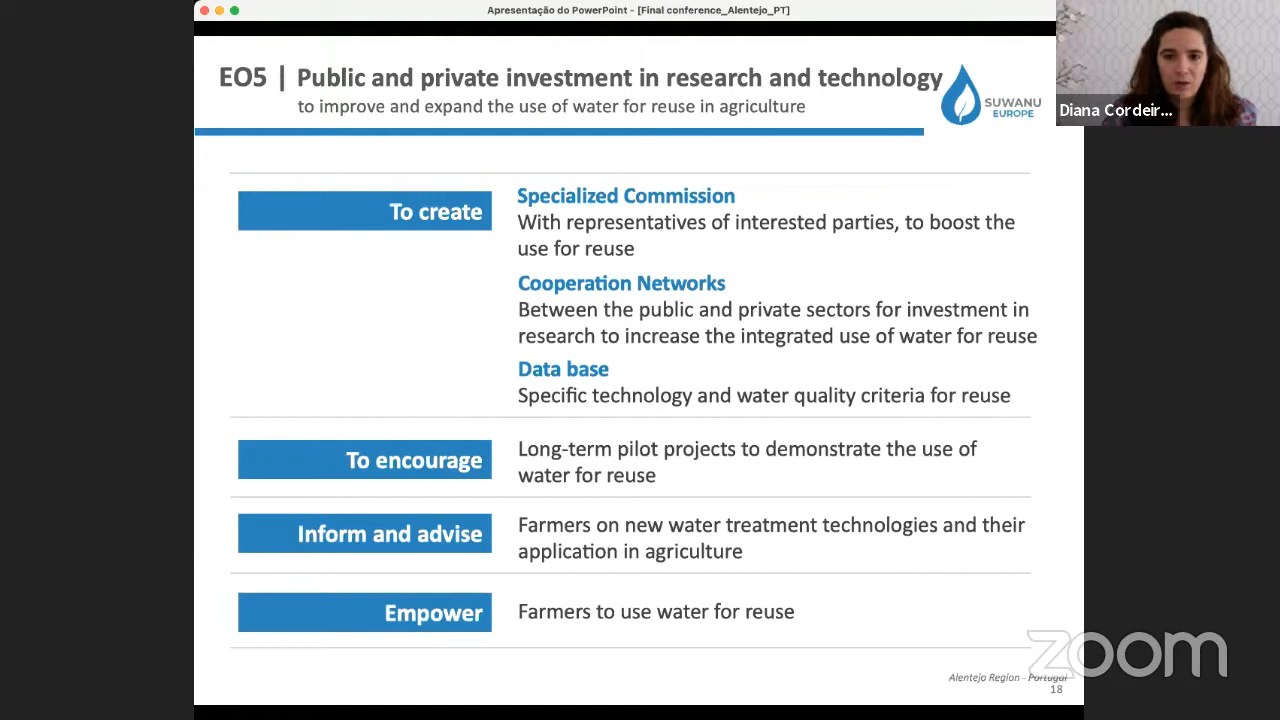 Apresentação do PowerPoint - [Final conference_Alentejo_PT]
EO5 | Public and private investment in research and technology
to improve and expand the use of water for reuse in agriculture
SUWANU
EUROPE
Diana Cordeir...
To create
Specialized Commission
With representatives of interested parties, to boost the
use for reuse
Cooperation Networks
Between the public and private sectors for investment in
research to increase the integrated use of water for reuse
Data base
Specific technology and water quality criteria for reuse
To encourage
Long-term pilot projects to demonstrate the use of
water for reuse
Inform and advise
Farmers on new water treatment technologies and their
application in agriculture
Empower
Farmers to use water for reuse
zoom
Alentejo Region - Portugal
18